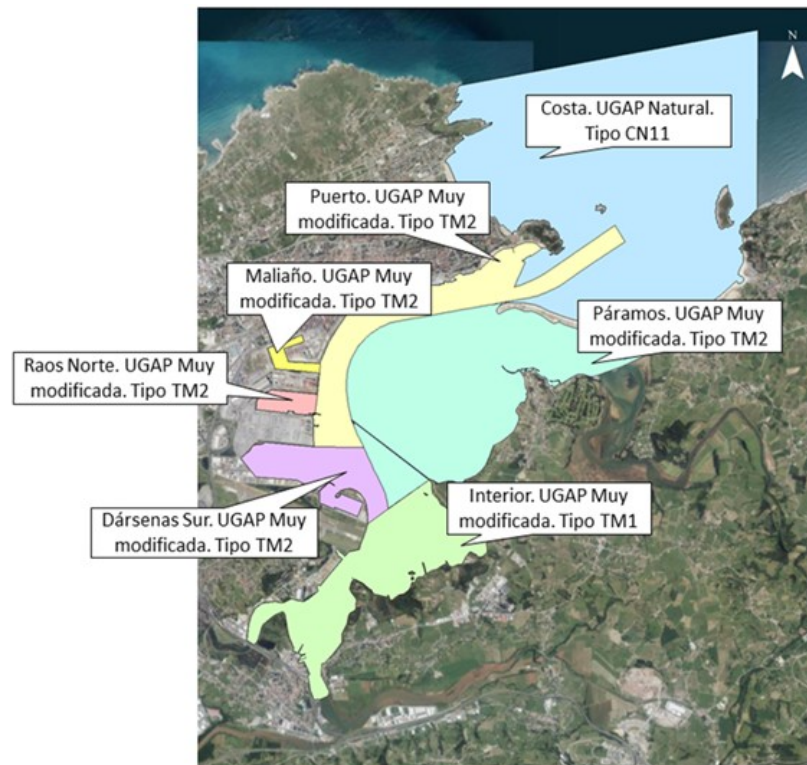 N
Costa. UGAP Natural.
Tipo CN11
Puerto. UGAP Muy
modificada. Tipo TM2
Maliaño. UGAP Muy
modificada. Tipo TM2
Páramos. UGAP Muy
modificada. Tipo TM2
Raos Norte. UGAP Muy
modificada. Tipo TM2
Interior. UGAP Muy
modificada. Tipo TM1
Dársenas Sur. UGAP Muy
modificada. Tipo TM2